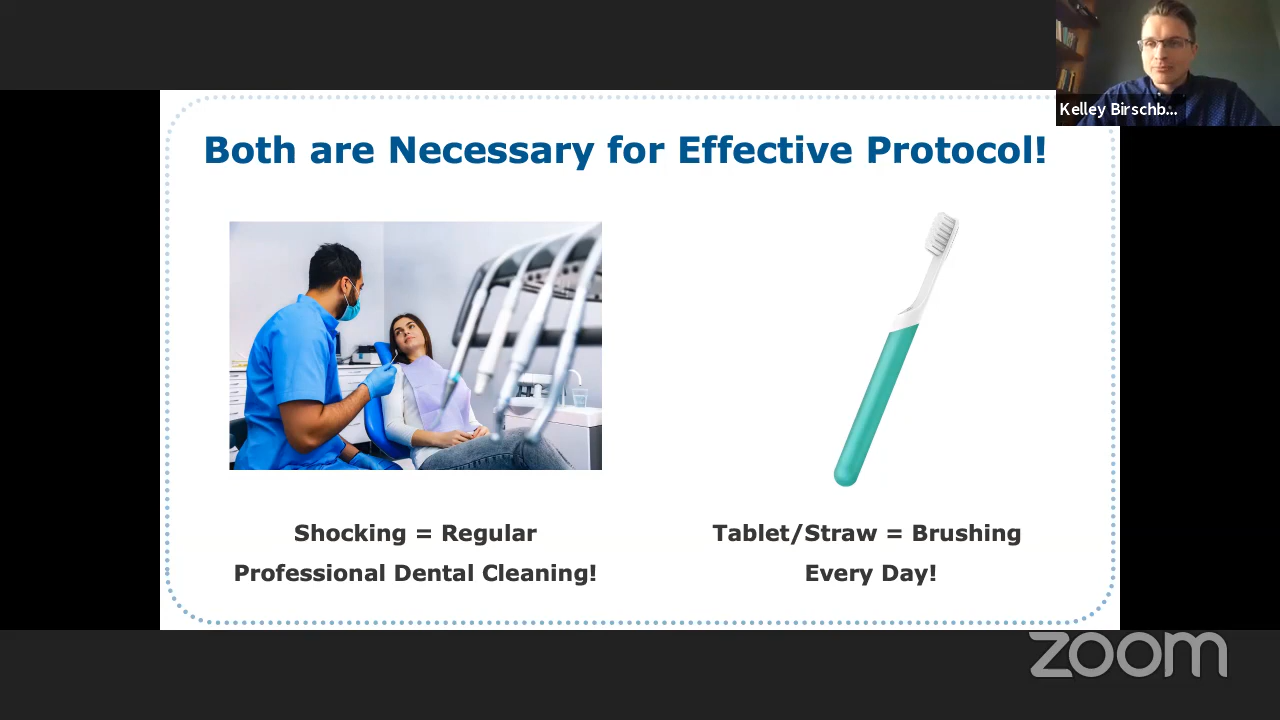 Kelley Birschb...
Both are Necessary for Effective Protocol!
Shocking = Regular
Professional Dental Cleaning!
Tablet/Straw = Brushing
Every Day!
zoom